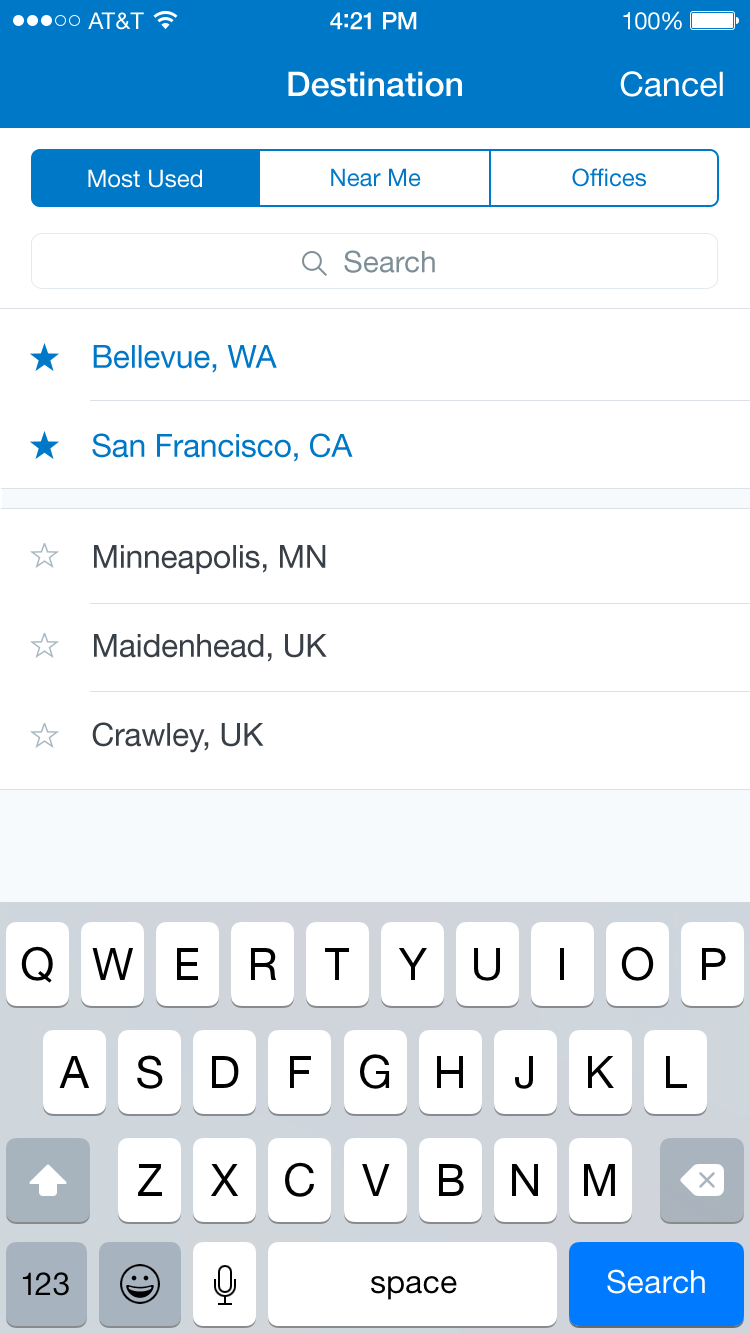 AT&T 4:21 PM 100%
Destination Cancel
Most Used Near Me Offices
Search
Bellevue, WA
San Francisco, CA
Minneapolis, MN
Maidenhead, UK
Crawley, UK
Q W E R T Y U I O P
A S D F G H J K L
Z X C V B N M
123 space Search